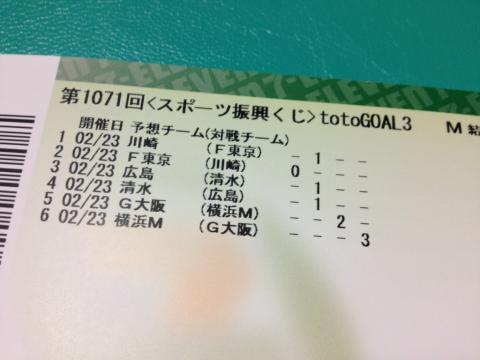 7-ELEVEN
第1071回<スポーツ振興くじ>totoGOAL3 M 結
開催日 予想チーム(対戦チーム)
1 02/23 川崎 (F東京) - 1 - -
2 02/23 F東京 (川崎) 0 - - -
3 02/23 広島 (清水) - 1 - -
4 02/23 清水 (広島) - 1 - -
5 02/23 G大阪 (横浜M) - - 2 -
6 02/23 横浜M (G大阪) - - - 3